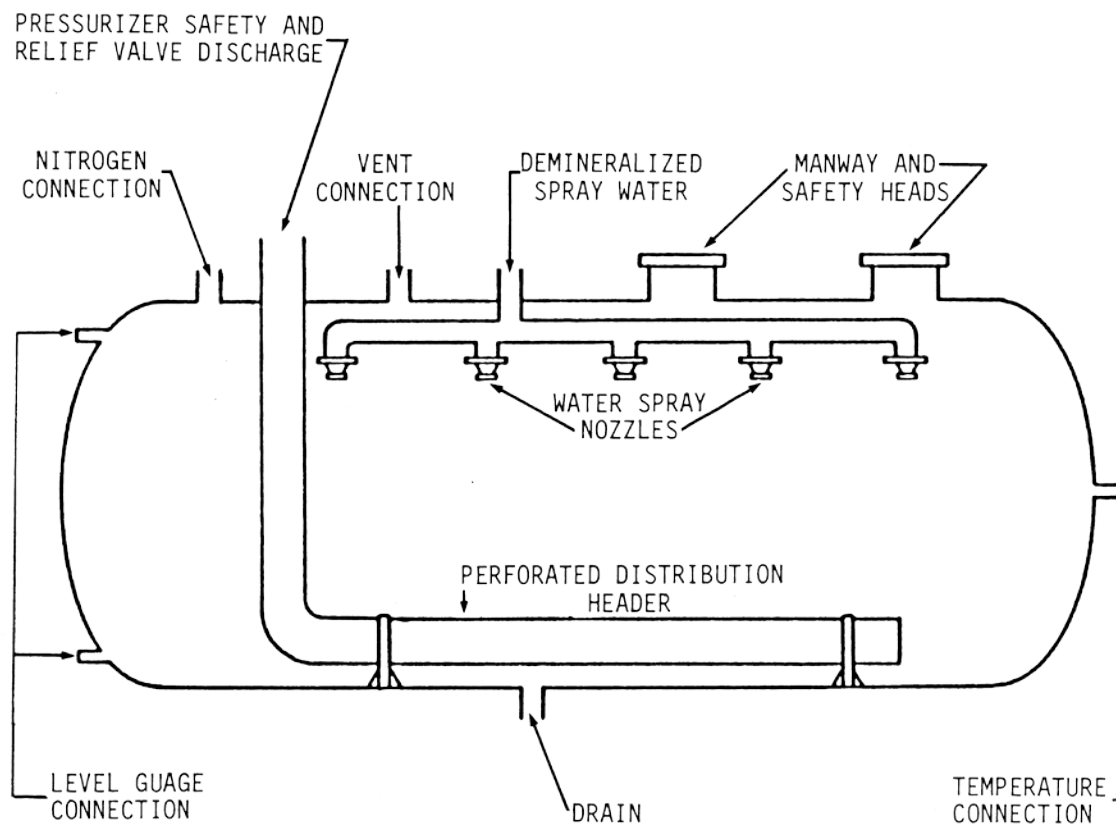 PRESSURIZER SAFETY AND
RELIEF VALVE DISCHARGE
NITROGEN
CONNECTION
VENT
CONNECTION
DEMINERALIZED
SPRAY WATER
MANWAY AND
SAFETY HEADS
WATER SPRAY
NOZZLES
PERFORATED DISTRIBUTION
HEADER
LEVEL GUAGE
CONNECTION
DRAIN
TEMPERATURE
CONNECTION